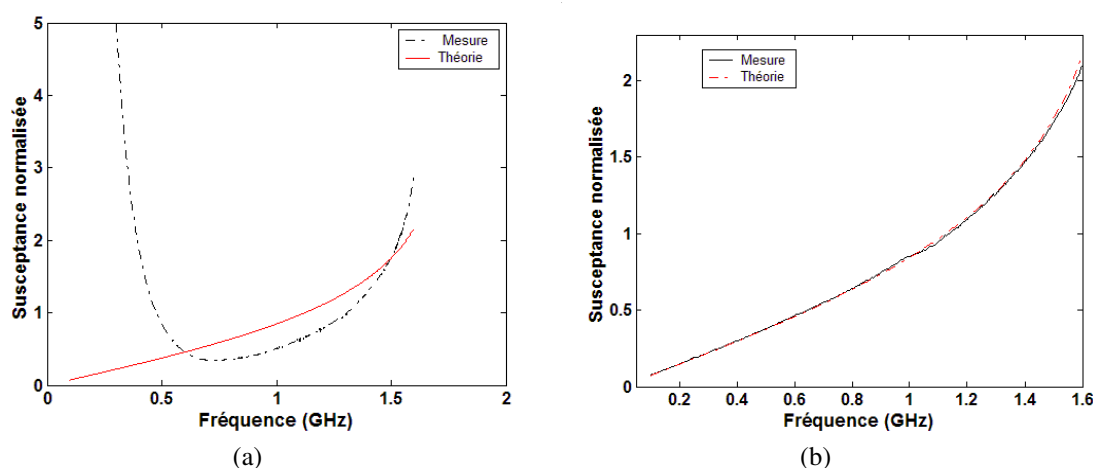 Susceptance normalisée
5
4
3
2
1
0
Mesure
Théorie
0
0.5
1
1.5
2
Fréquence (GHz)
(a)
Susceptance normalisée
2
1.5
1
0.5
0
Mesure
Théorie
0.2
0.4
0.6
0.8
1
1.2
1.4
1.6
Fréquence (GHz)
(b)